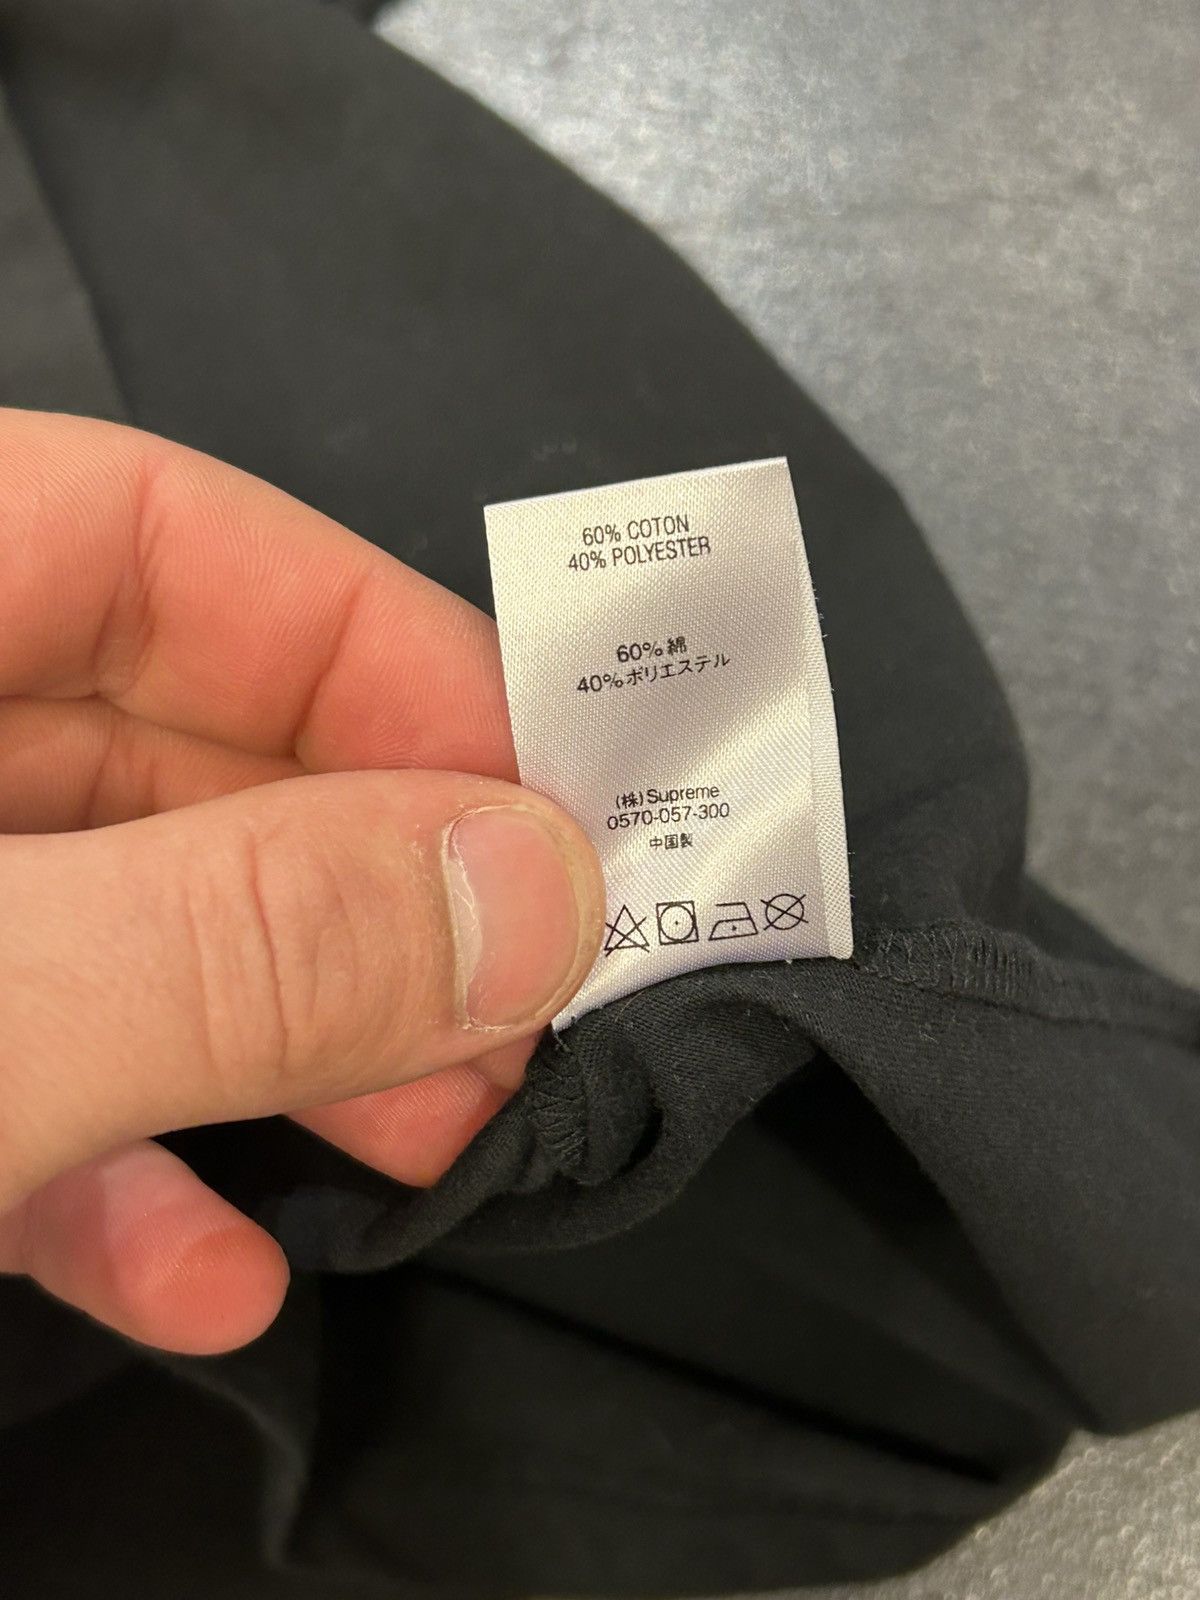 60% COTON
40% POLYESTER
60%綿
40%ポリエステル
(株)Supreme
0570-057-300
中国製